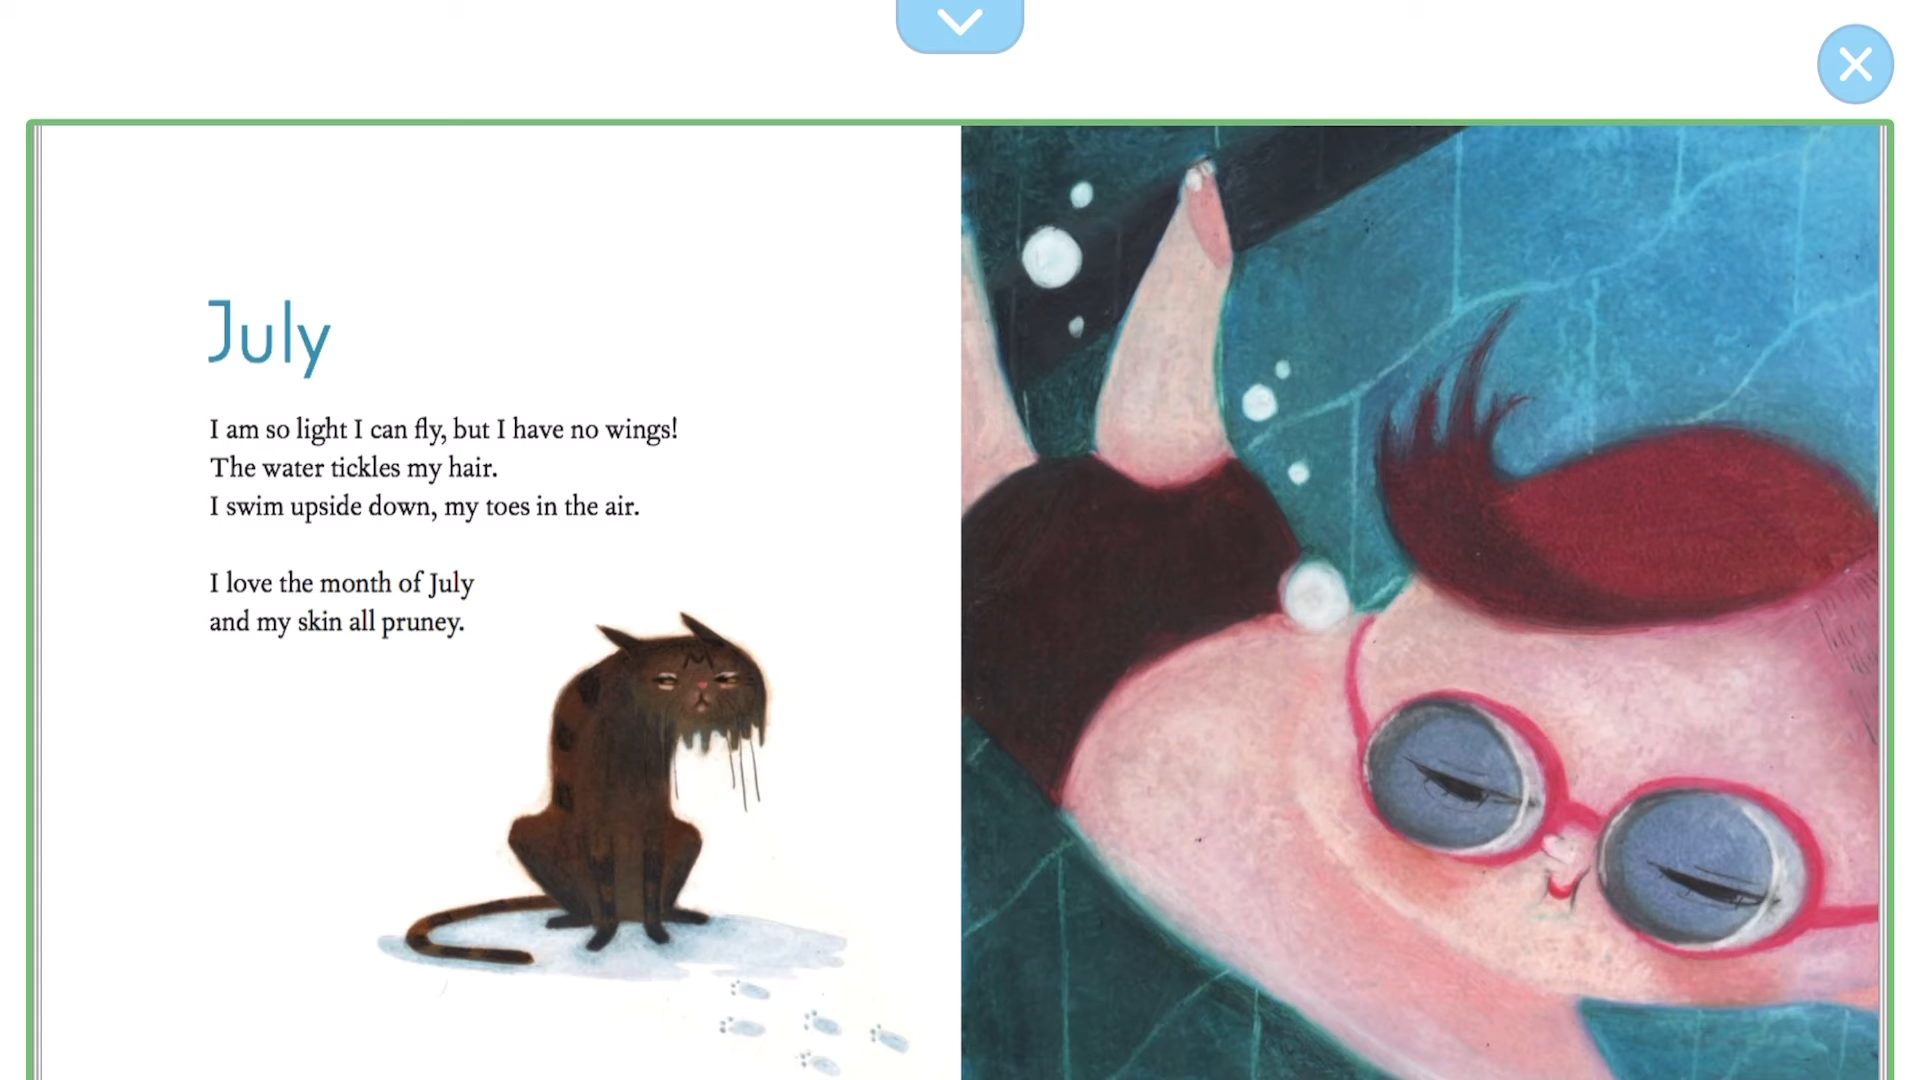 July
I am so light I can fly, but I have no wings!
The water tickles my hair.
I swim upside down, my toes in the air.
I love the month of July
and my skin all pruney.